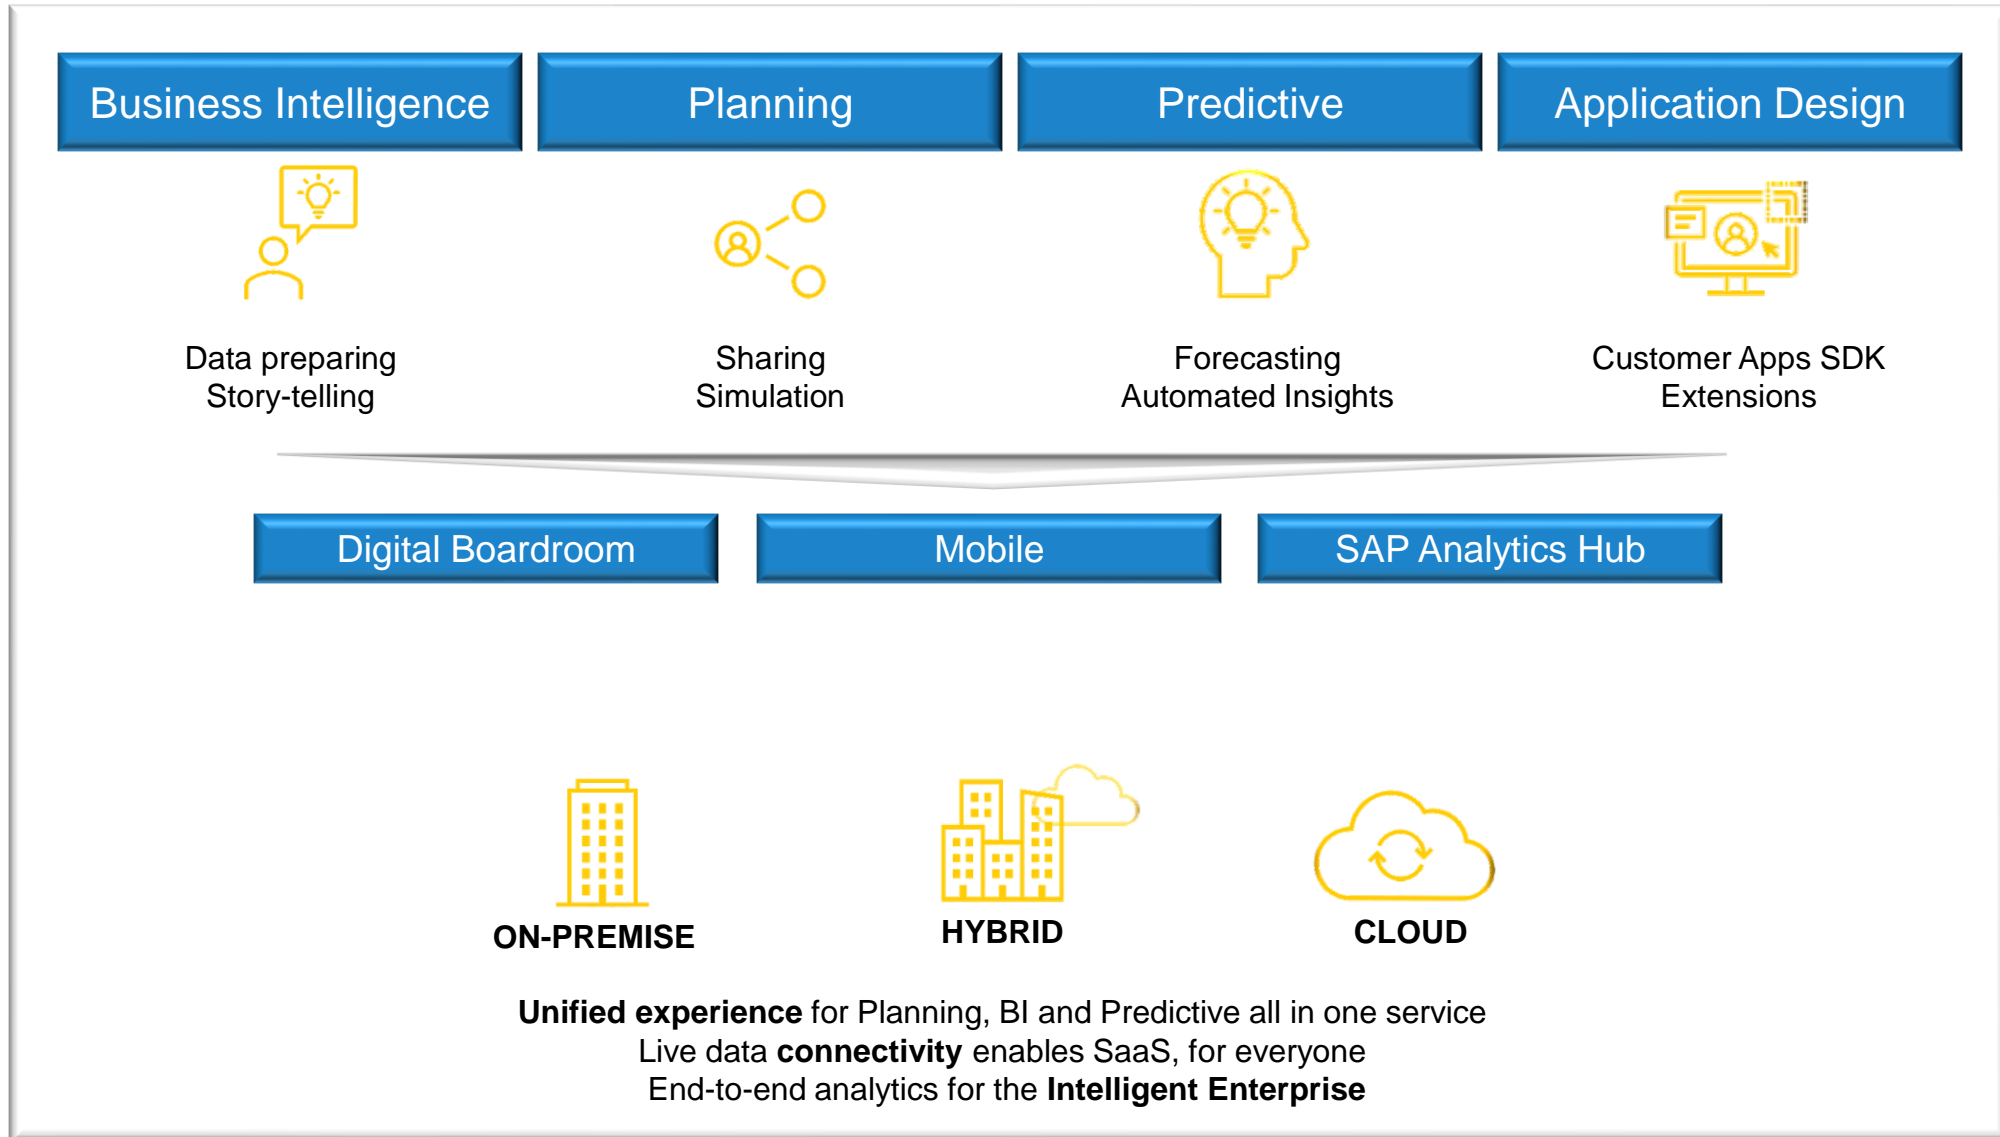 Business Intelligence
Planning
Predictive
Application Design
Data preparing
Story-telling
Sharing
Simulation
Forecasting
Automated Insights
Customer Apps SDK
Extensions
Digital Boardroom
Mobile
SAP Analytics Hub
ON-PREMISE
HYBRID
CLOUD
Unified experience for Planning, BI and Predictive all in one service
Live data connectivity enables SaaS, for everyone
End-to-end analytics for the Intelligent Enterprise